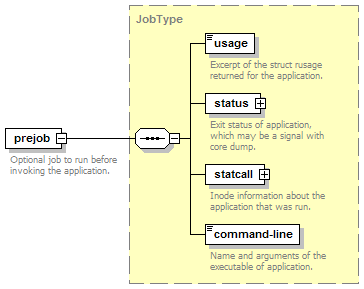 JobType
usage
Excerpt of the struct rusage
returned for the application.
status
Exit status of application,
which may be a signal with
core dump.
prejob
Optional job to run before
invoking the application.
statcall
Inode information about the
application that was run.
command-line
Name and arguments of the
executable of application.